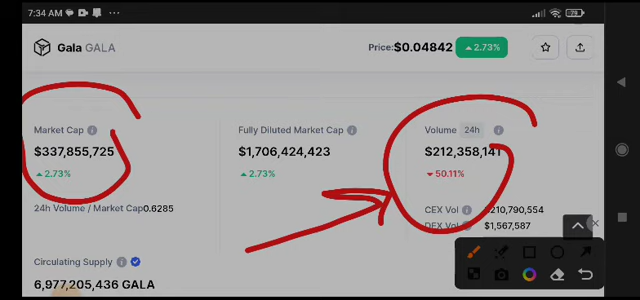 7:34 AM
79
Gala GALA
Price:$0.04842 2.73%
Market Cap
Fully Diluted Market Cap
Volume 24h
$337,855,725
$1,706,424,423
$212,358,141
2.73%
2.73%
50.11%
24h Volume / Market Cap0.6285
CEX Vol $210,790,554
DEX Vol $1,567,587
Circulating Supply
6,977,205,436 GALA